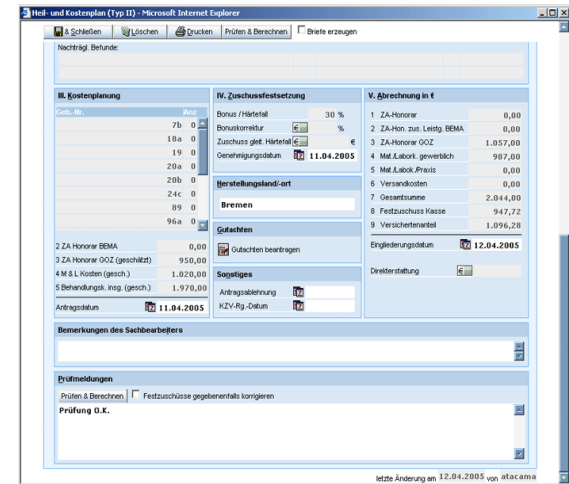 Heil- und Kostenplan (Typ II) - Microsoft Internet Explorer
& Schließen Löschen Drucken Prüfen & Berechnen Briefe erzeugen
Nachträgl. Befunde:
III. Kostenplanung
Geb.-Nr. Anz
7b 0
18a 0
19 0
20a 0
20b 0
24c 0
89 0
96a 0
2 ZA Honorar BEMA 0,00
3 ZA Honorar GOZ (geschätzt) 950,00
4 M & L Kosten (gesch.) 1.020,00
5 Behandlungsk. insg. (gesch.) 1.970,00
Antragsdatum 11.04.2005
IV. Zuschussfestsetzung
Bonus / Härtefall 30 %
Bonuskorrektur € %
Zuschuss gleit. Härtefall € €
Genehmigungsdatum 11.04.2005
Herstellungsland/-ort
Bremen
Gutachten
Gutachten beantragen
Sonstiges
Antragsablehnung
KZV-Rg.-Datum
V. Abrechnung in €
1 ZA-Honorar 0,00
2 ZA-Hon. zus. Leistg. BEMA 0,00
3 ZA-Honorar GOZ 1.057,00
4 Mat./Labork. gewerblich 987,00
5 Mat./Labok./Praxis 0,00
6 Versandkosten 0,00
7 Gesamtsumme 2.044,00
8 Festzuschuss Kasse 947,72
9 Versichertenanteil 1.096,28
Eingliederungsdatum 12.04.2005
Direkterstattung €
Bemerkungen des Sachbearbeiters
Prüfmeldungen
Prüfen & Berechnen Festzuschüsse gegebenenfalls korrigieren
Prüfung O.K.
letzte Änderung am 12.04.2005 von atacama